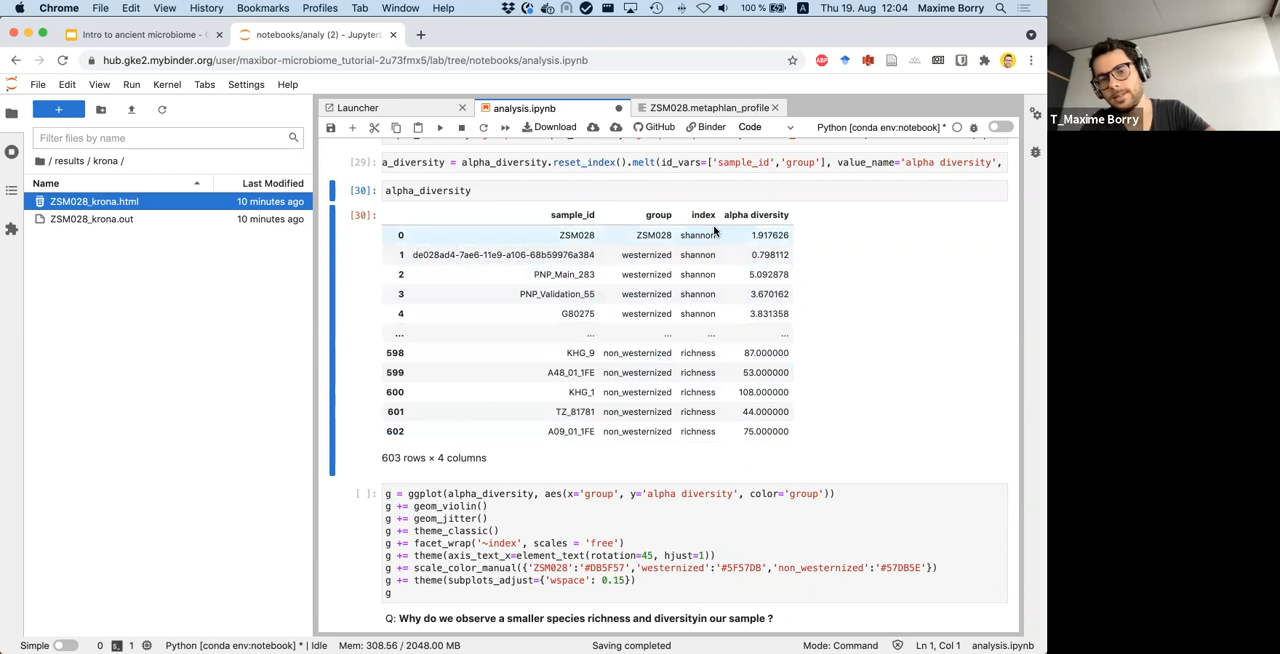 Chrome File Edit View History Bookmarks Profiles Tab Window Help 100 % A Thu 19. Aug 12:04 Maxime Borry
Intro to ancient microbiome - notebooks/analy (2) - Jupyter
hub.gke2.mybinder.org/user/maxibor-microbiome_tutorial-2u73fmx5/lab/tree/notebooks/analysis.ipynb
ABP
T_Maxime Borry
File Edit View Run Kernel Tabs Settings Help
Launcher analysis.ipynb ZSM028.metaphlan_profile
Download GitHub Binder Code Python [conda env:notebook] *
Filter files by name
/ results / krona /
Name Last Modified
ZSM028_krona.html 10 minutes ago
ZSM028_krona.out 10 minutes ago
[29]: a_diversity = alpha_diversity.reset_index().melt(id_vars=['sample_id','group'], value_name='alpha diversity',
[30]: alpha_diversity
[30]: sample_id group index alpha diversity
0 ZSM028 ZSM028 shannon 1.917626
1 de028ad4-7ae6-11e9-a106-68b59976a384 westernized shannon 0.798112
2 PNP_Main_283 westernized shannon 5.092878
3 PNP_Validation_55 westernized shannon 3.670162
4 G80275 westernized shannon 3.831358
... ... ... ... ...
598 KHG_9 non_westernized richness 87.000000
599 A48_01_1FE non_westernized richness 53.000000
600 KHG_1 non_westernized richness 108.000000
601 TZ_81781 non_westernized richness 44.000000
602 A09_01_1FE non_westernized richness 75.000000
603 rows × 4 columns
[ ]: g = ggplot(alpha_diversity, aes(x='group', y='alpha diversity', color='group'))
g += geom_violin()
g += geom_jitter()
g += theme_classic()
g += facet_wrap('~index', scales = 'free')
g += theme(axis_text_x=element_text(rotation=45, hjust=1))
g += scale_color_manual({'ZSM028':'#DB5F57','westernized':'#5F57DB','non_westernized':'#57DB5E'})
g += theme(subplots_adjust={'wspace': 0.15})
g
Q: Why do we observe a smaller species richness and diversityin our sample ?
Simple 0 1 Python [conda env:notebook] * | Idle Mem: 308.56 / 2048.00 MB Saving completed Mode: Command Ln 1, Col 1 analysis.ipynb